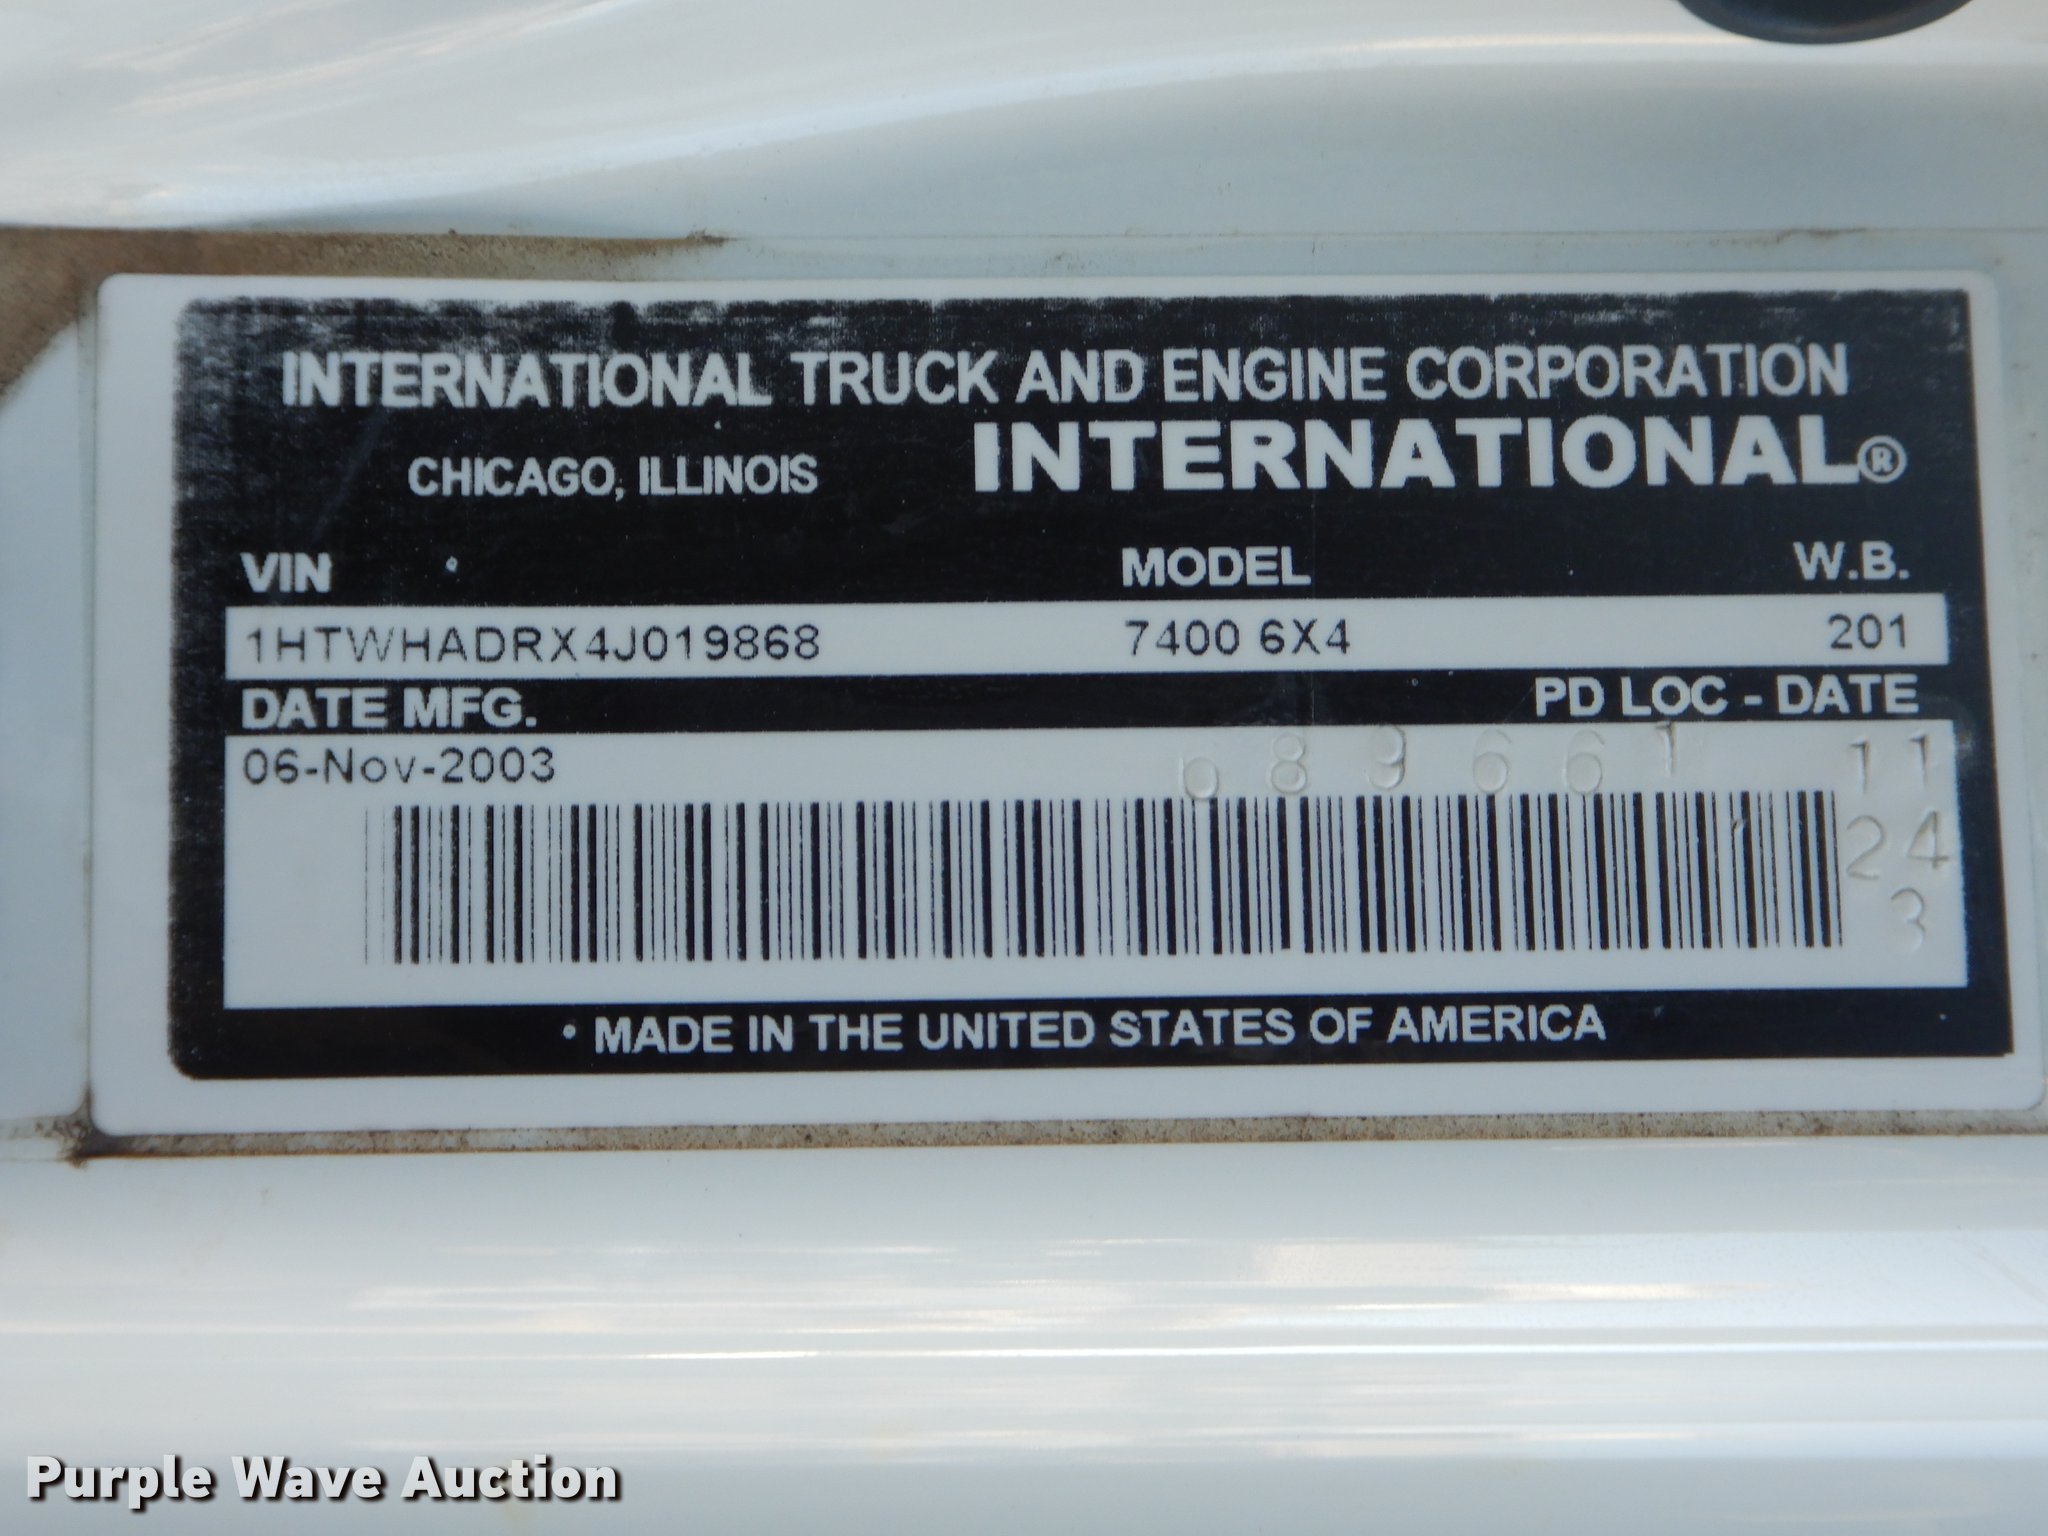 INTERNATIONAL TRUCK AND ENGINE CORPORATION
CHICAGO, ILLINOIS INTERNATIONAL®
VIN MODEL W.B.
1HTWHADRX4J019868 7400 6X4 201
DATE MFG. PD LOC - DATE
06-Nov-2003
11
24
3
• MADE IN THE UNITED STATES OF AMERICA
Purple Wave Auction